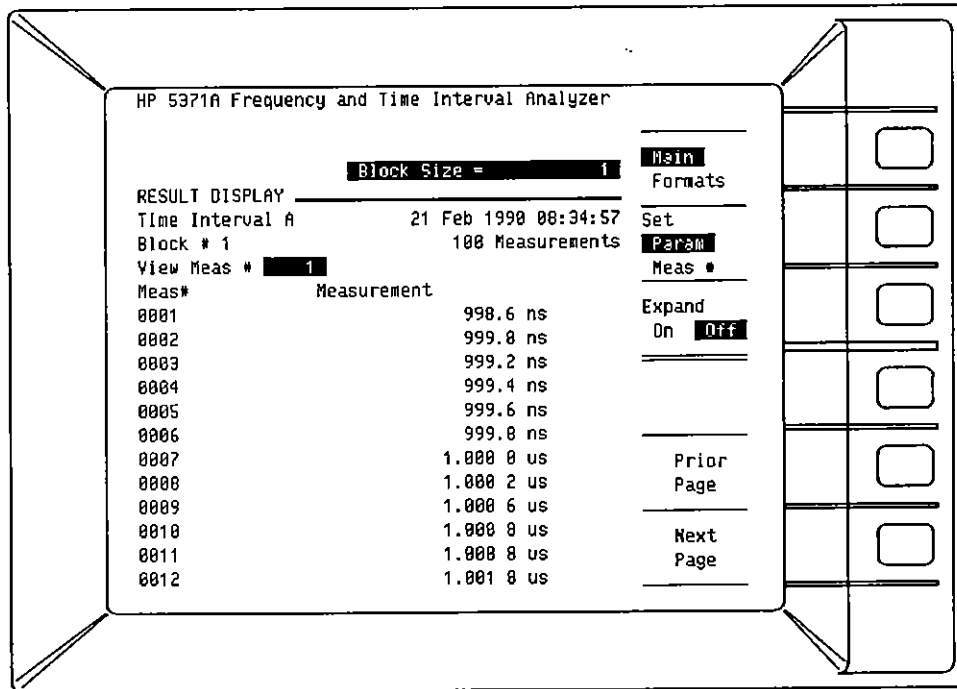 HP 5371A Frequency and Time Interval Analyzer
Block Size = 1
RESULT DISPLAY
Time Interval A 21 Feb 1990 08:34:57
Block # 1 100 Measurements
View Meas # 1
Meas# Measurement
0001 998.6 ns
0002 999.0 ns
0003 999.2 ns
0004 999.4 ns
0005 999.6 ns
0006 999.8 ns
0007 1.000 0 us
0008 1.000 2 us
0009 1.000 6 us
0010 1.000 8 us
0011 1.000 8 us
0012 1.001 0 us
Main
Formats
Set
Param
Meas #
Expand
On Off
Prior
Page
Next
Page